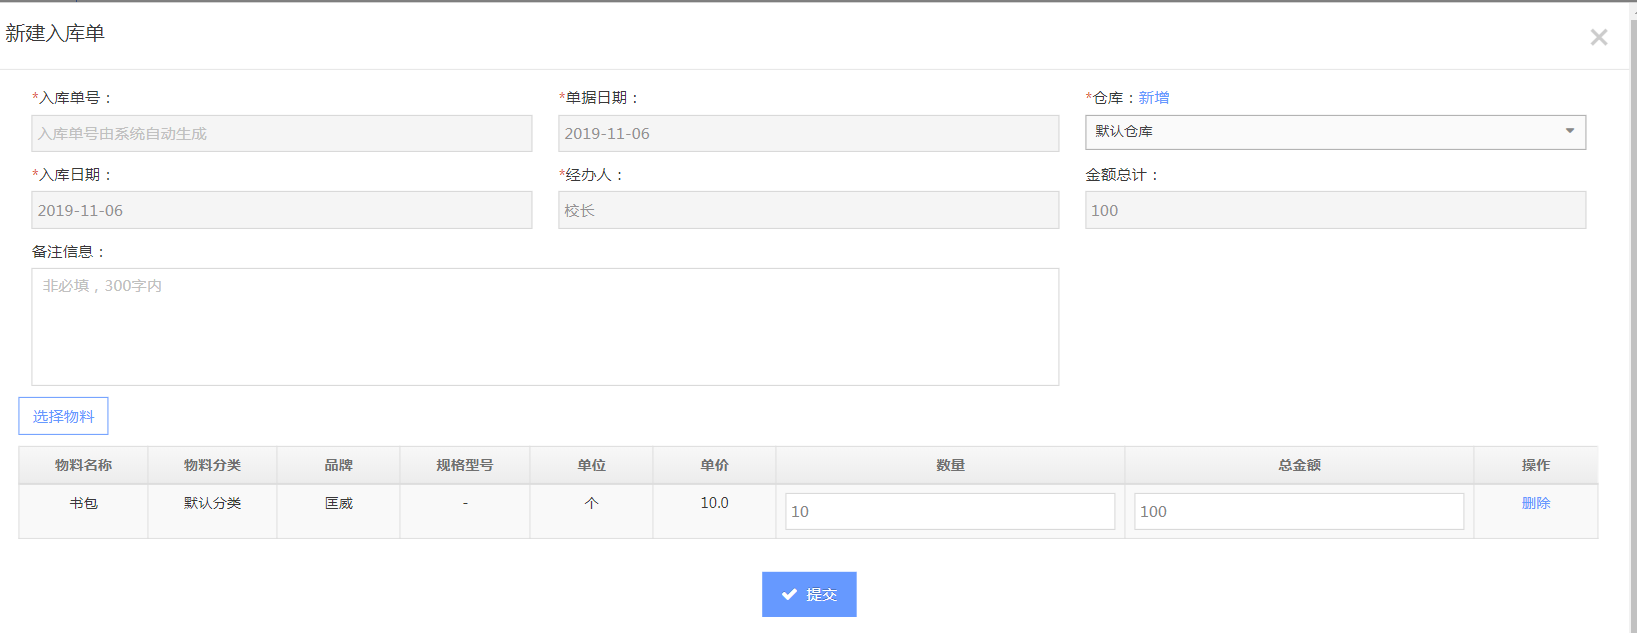 新建入库单
*入库单号：
*单据日期：
*仓库：新增
入库单号由系统自动生成
2019-11-06
默认仓库
*入库日期：
*经办人：
金额总计：
2019-11-06
校长
100
备注信息：
非必填，300字内
选择物料
物料名称 物料分类 品牌 规格型号 单位 单价 数量 总金额 操作
书包 默认分类 匡威 - 个 10.0 10 100 删除
提交